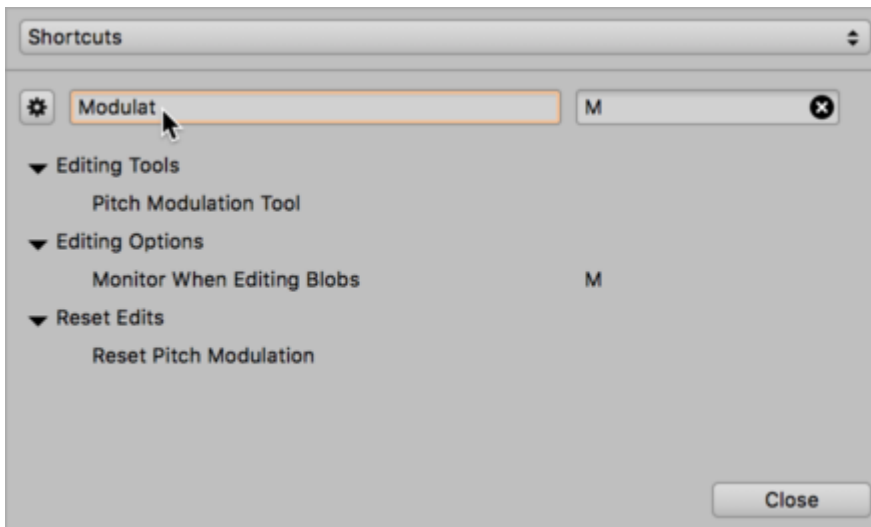 Shortcuts
Modulat M
Editing Tools
Pitch Modulation Tool
Editing Options
Monitor When Editing Blobs M
Reset Edits
Reset Pitch Modulation
Close